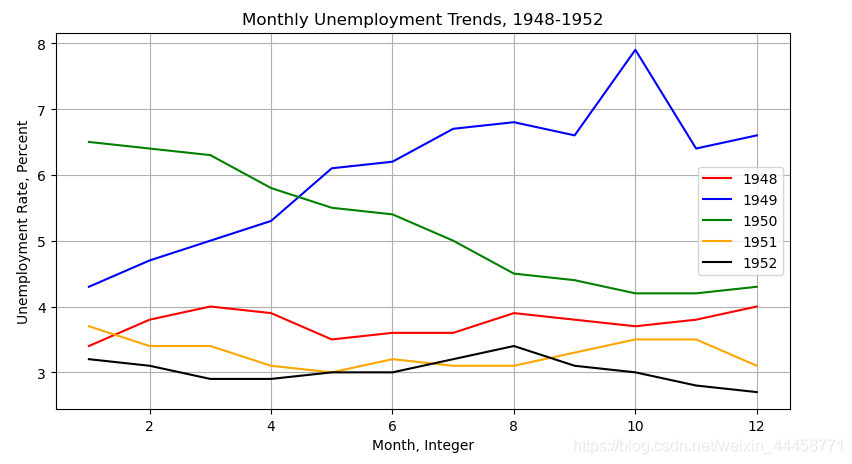 Monthly Unemployment Trends, 1948-1952
8
7
6
5
4
3
Unemployment Rate, Percent
1948
1949
1950
1951
1952
2 4 6 8 10 12
Month, Integer
https://blog.csdn.net/weixin_44458771